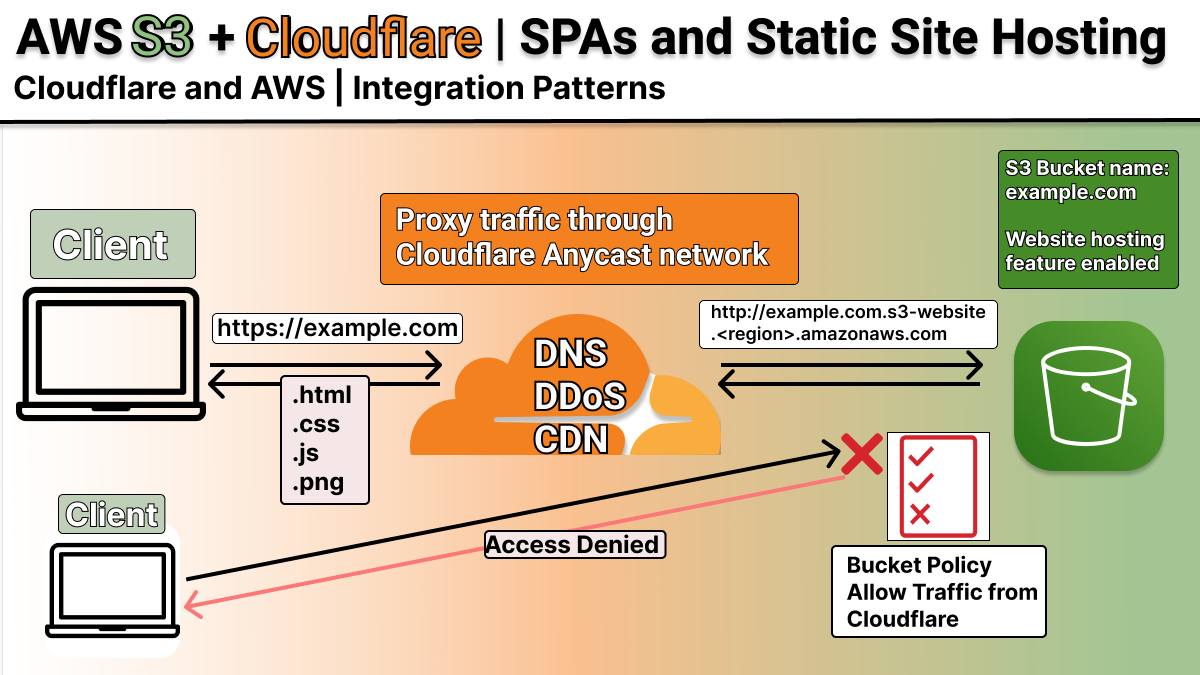 AWS S3 + Cloudflare | SPAs and Static Site Hosting
Cloudflare and AWS | Integration Patterns
S3 Bucket name:
example.com
Website hosting
feature enabled
Proxy traffic through
Cloudflare Anycast network
Client
https://example.com
http://example.com.s3-website
.<region>.amazonaws.com
DNS
DDoS
CDN
.html
.css
.js
.png
Client
Access Denied
Bucket Policy
Allow Traffic from
Cloudflare